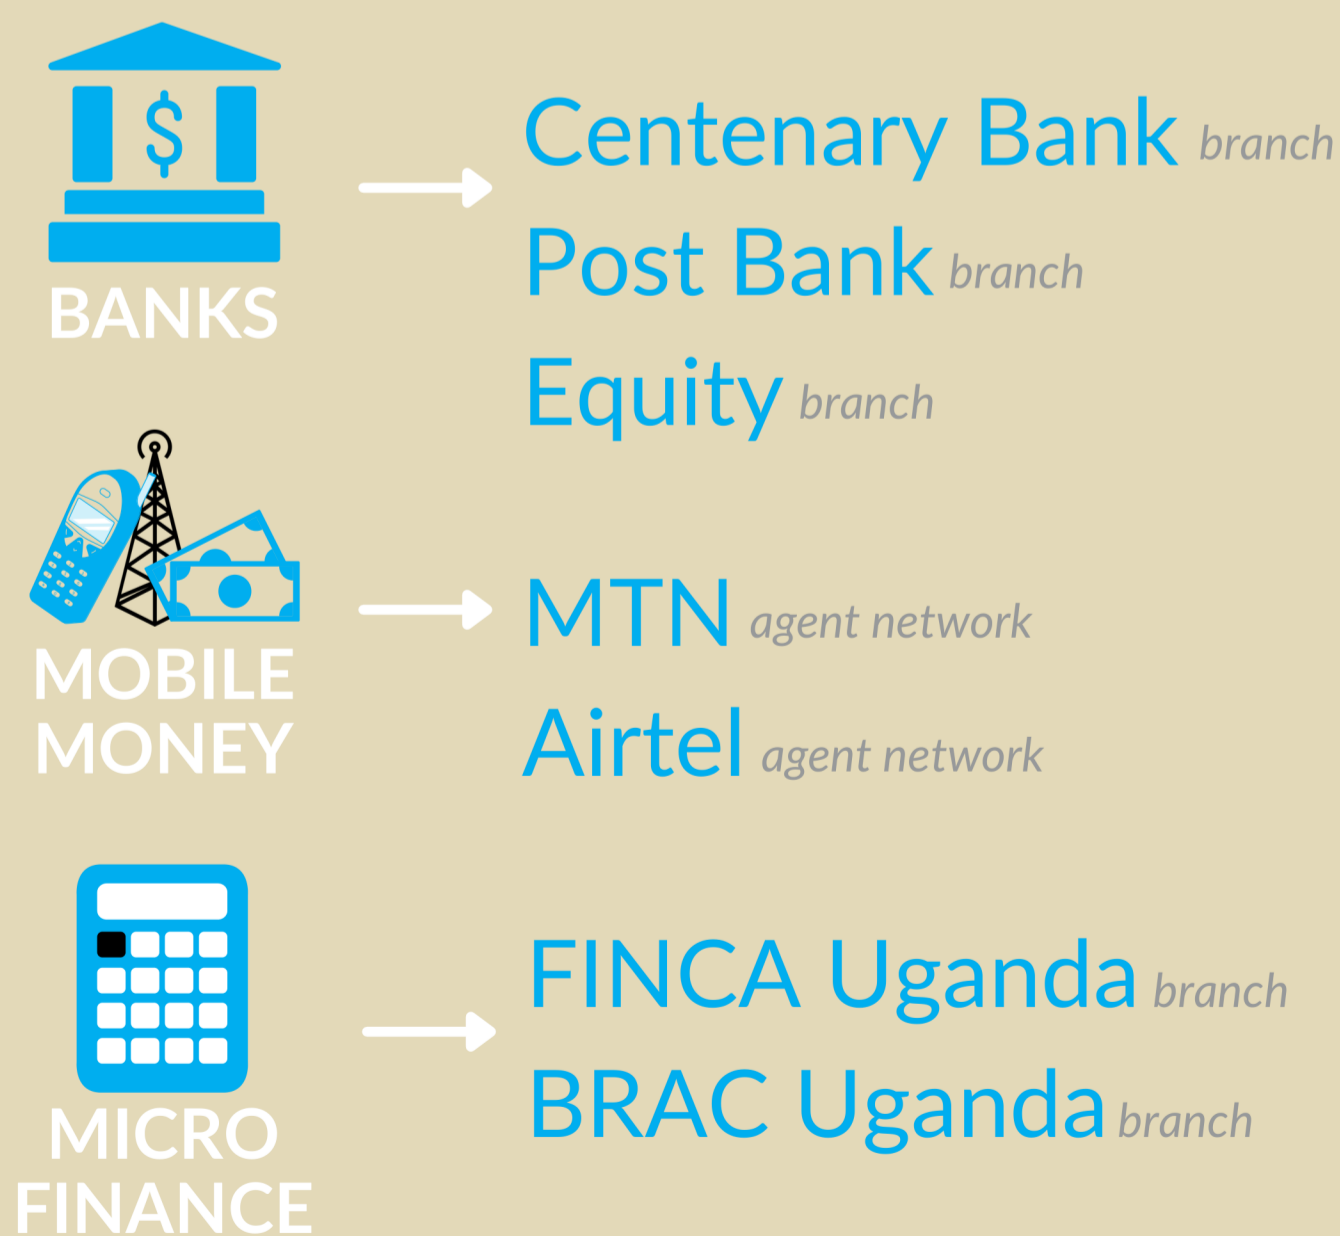 $
BANKS
Centenary Bank branch
Post Bank branch
Equity branch
MOBILE
MONEY
MTN agent network
Airtel agent network
MICRO
FINANCE
FINCA Uganda branch
BRAC Uganda branch